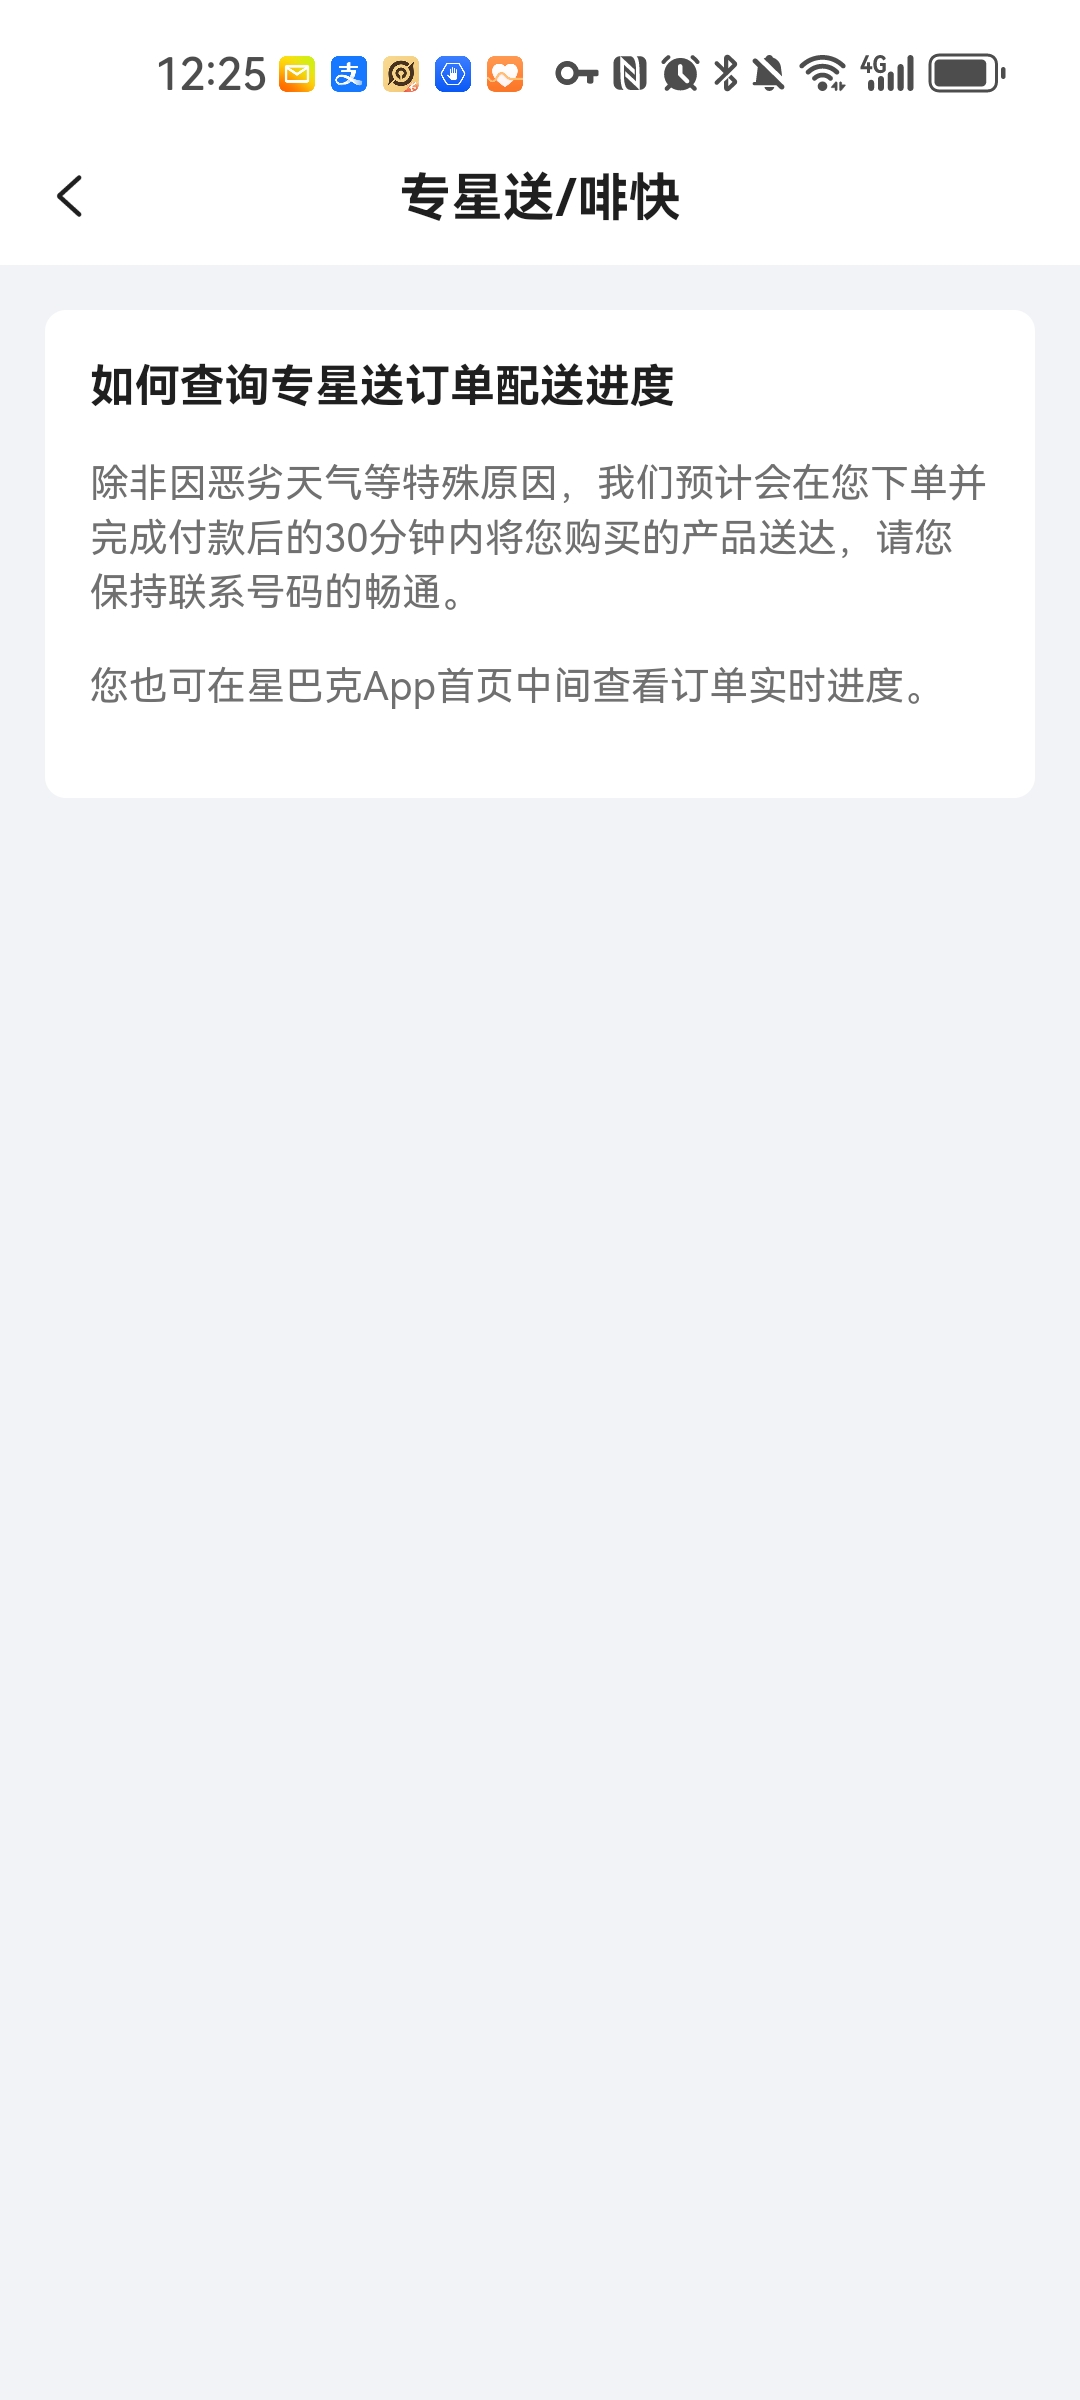 12:25
4G
专星送/啡快
如何查询专星送订单配送进度
除非因恶劣天气等特殊原因，我们预计会在您下单并
完成付款后的30分钟内将您购买的产品送达，请您
保持联系号码的畅通。
您也可在星巴克App首页中间查看订单实时进度。